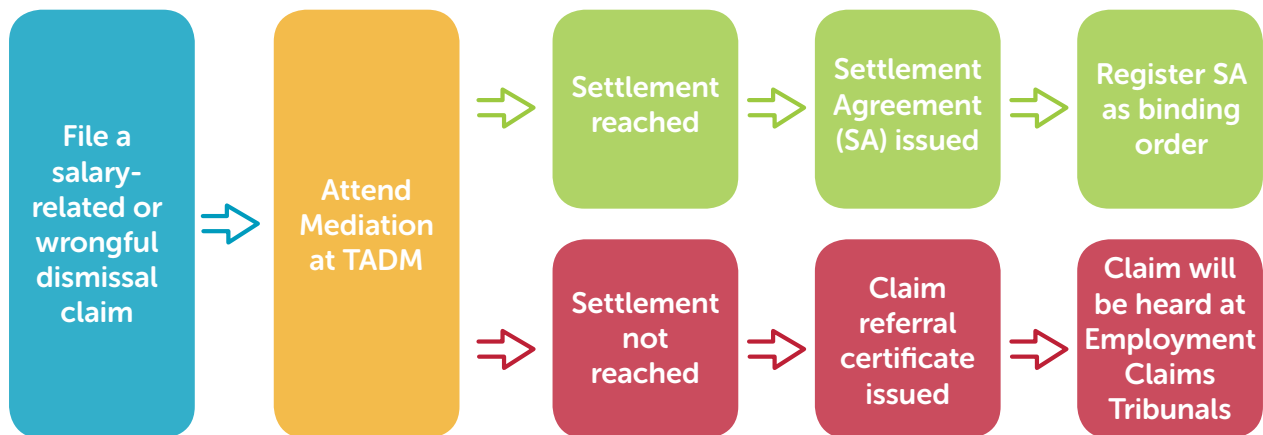 File a
salary-
related or
wrongful
dismissal
claim
Attend
Mediation
at TADM
Settlement
reached
Settlement
Agreement
(SA) issued
Register SA
as binding
order
Settlement
not
reached
Claim
referral
certificate
issued
Claim will
be heard at
Employment
Claims
Tribunals